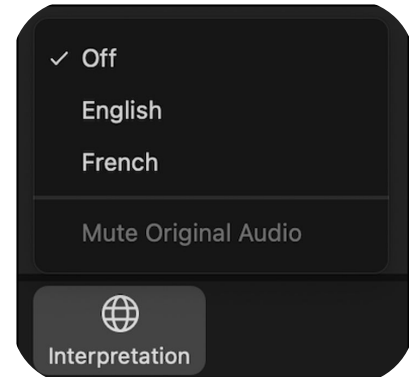 Off
English
French
Mute Original Audio
Interpretation